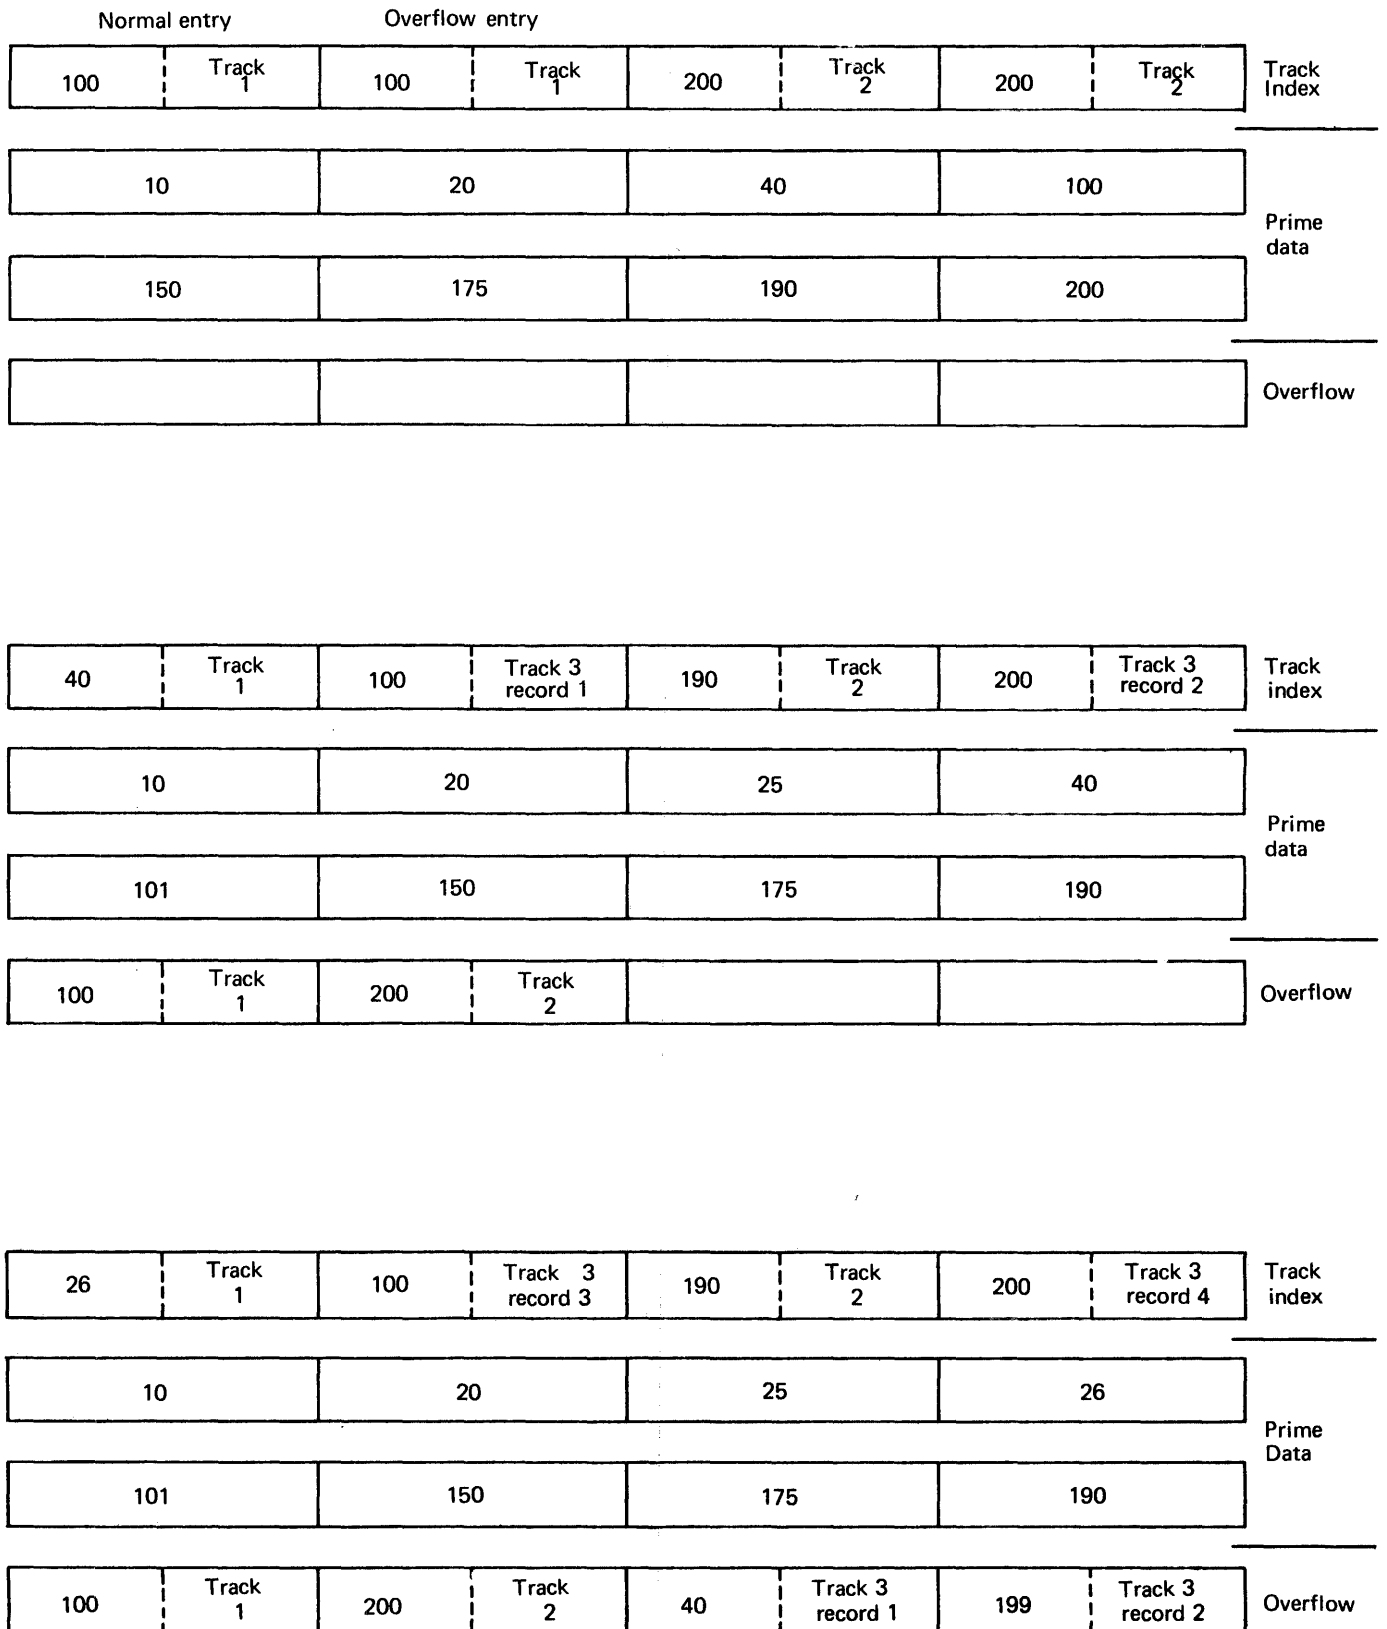 Normal entry Overflow entry
100 Track 1 100 Track 1 200 Track 2 200 Track 2 Track Index
10 20 40 100
Prime data
150 175 190 200
Overflow
40 Track 1 100 Track 3 record 1 190 Track 2 200 Track 3 record 2 Track index
10 20 25 40
Prime data
101 150 175 190
100 Track 1 200 Track 2 Overflow
26 Track 1 100 Track 3 record 3 190 Track 2 200 Track 3 record 4 Track index
10 20 25 26
Prime Data
101 150 175 190
100 Track 1 200 Track 2 40 Track 3 record 1 199 Track 3 record 2 Overflow